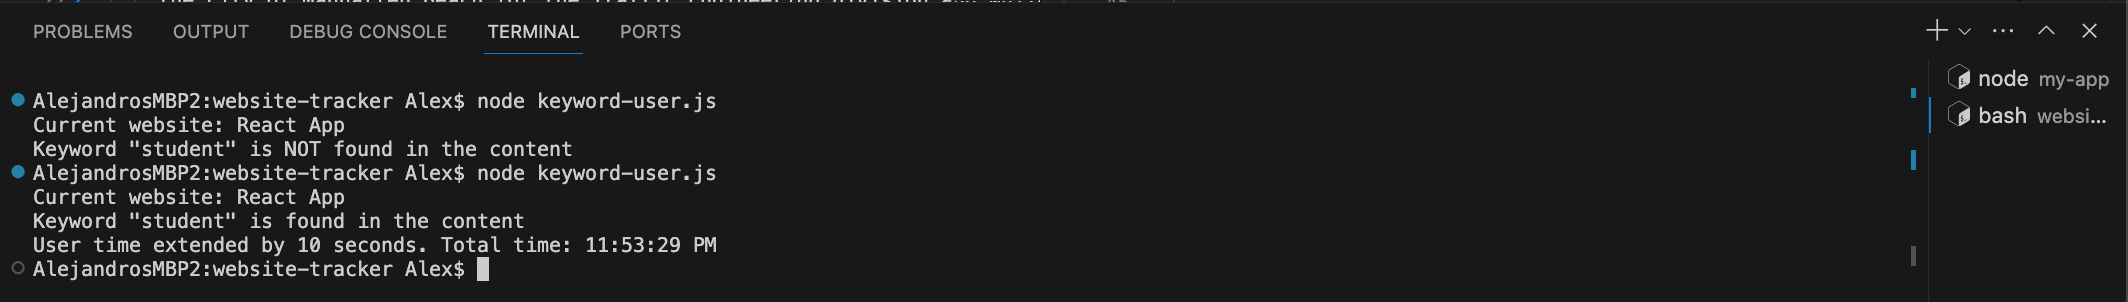 PROBLEMS OUTPUT DEBUG CONSOLE TERMINAL PORTS
AlejandrosMBP2:website-tracker Alex$ node keyword-user.js
Current website: React App
Keyword "student" is NOT found in the content
AlejandrosMBP2:website-tracker Alex$ node keyword-user.js
Current website: React App
Keyword "student" is found in the content
User time extended by 10 seconds. Total time: 11:53:29 PM
AlejandrosMBP2:website-tracker Alex$
node my-app
bash websi...